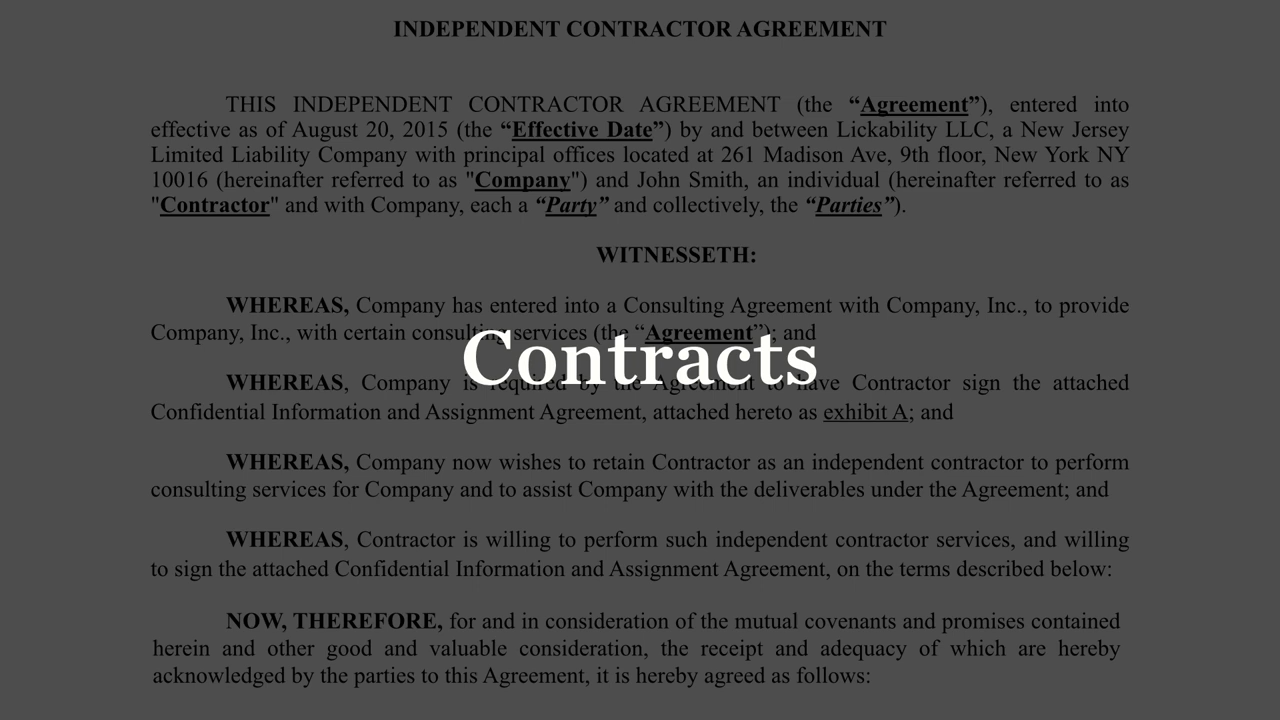 INDEPENDENT CONTRACTOR AGREEMENT
THIS INDEPENDENT CONTRACTOR AGREEMENT (the “Agreement”), entered into
effective as of August 20, 2015 (the “Effective Date”) by and between Lickability LLC, a New Jersey
Limited Liability Company with principal offices located at 261 Madison Ave, 9th floor, New York NY
10016 (hereinafter referred to as "Company") and John Smith, an individual (hereinafter referred to as
"Contractor" and with Company, each a “Party” and collectively, the “Parties”).
WITNESSETH:
WHEREAS, Company has entered into a Consulting Agreement with Company, Inc., to provide
Company, Inc., with certain consulting services (the “Agreement”); and
Contracts
WHEREAS, Company is required by the Agreement to have Contractor sign the attached
Confidential Information and Assignment Agreement, attached hereto as exhibit A; and
WHEREAS, Company now wishes to retain Contractor as an independent contractor to perform
consulting services for Company and to assist Company with the deliverables under the Agreement; and
WHEREAS, Contractor is willing to perform such independent contractor services, and willing
to sign the attached Confidential Information and Assignment Agreement, on the terms described below:
NOW, THEREFORE, for and in consideration of the mutual covenants and promises contained
herein and other good and valuable consideration, the receipt and adequacy of which are hereby
acknowledged by the parties to this Agreement, it is hereby agreed as follows: